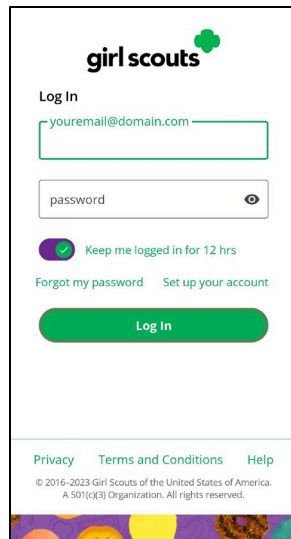 girl scouts
Log In
youremail@domain.com
password
Keep me logged in for 12 hrs
Forgot my password Set up your account
Log In
Privacy Terms and Conditions Help
© 2016–2023 Girl Scouts of the United States of America.
A 501(c)(3) Organization. All rights reserved.